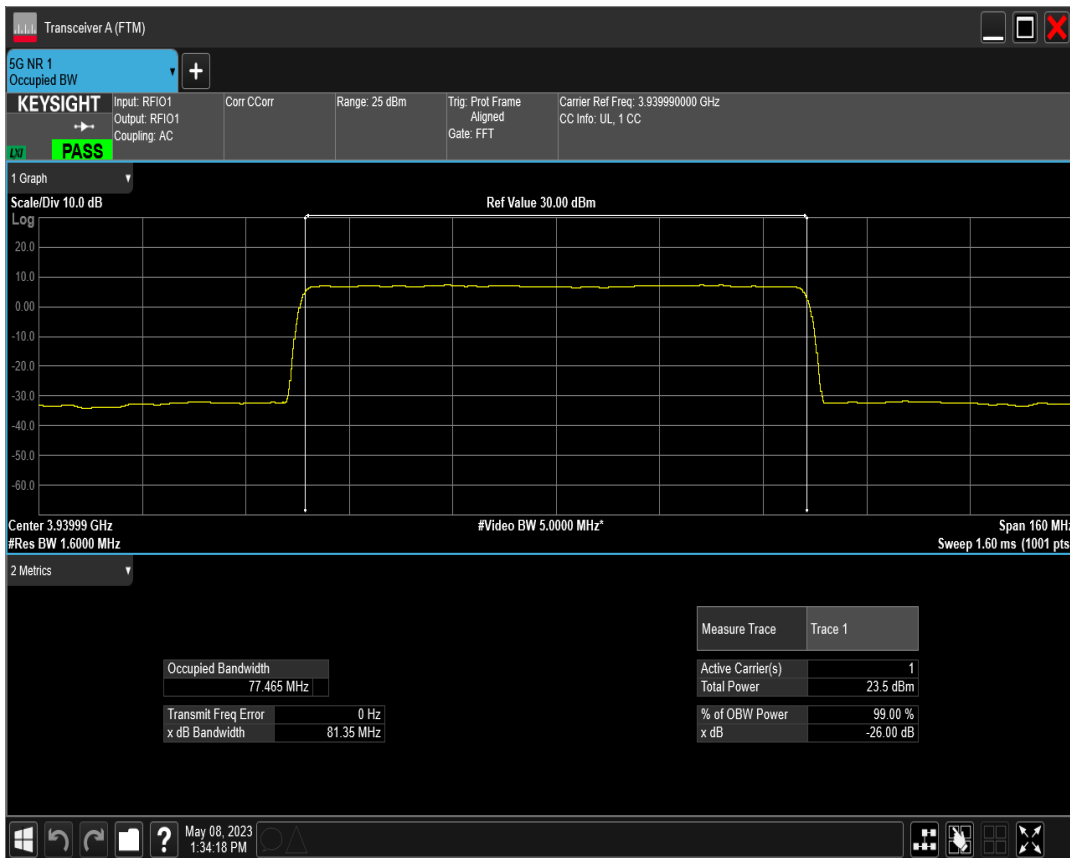 Transceiver A (FTM)
5G NR 1
Occupied BW
+
KEYSIGHT
LXI
PASS
Input: RFIO1
Output: RFIO1
Coupling: AC
Corr CCorr
Range: 25 dBm
Trig: Prot Frame
Aligned
Gate: FFT
Carrier Ref Freq: 3.939990000 GHz
CC Info: UL, 1 CC
1 Graph
Scale/Div 10.0 dB
Ref Value 30.00 dBm
Log
20.0
10.0
0.00
-10.0
-20.0
-30.0
-40.0
-50.0
-60.0
Center 3.93999 GHz
#Video BW 5.0000 MHz*
Span 160 MHz
#Res BW 1.6000 MHz
Sweep 1.60 ms (1001 pts
2 Metrics
Measure Trace Trace 1
Occupied Bandwidth
77.465 MHz
Active Carrier(s) 1
Total Power 23.5 dBm
Transmit Freq Error 0 Hz
x dB Bandwidth 81.35 MHz
% of OBW Power 99.00 %
x dB -26.00 dB
?
May 08, 2023
1:34:18 PM